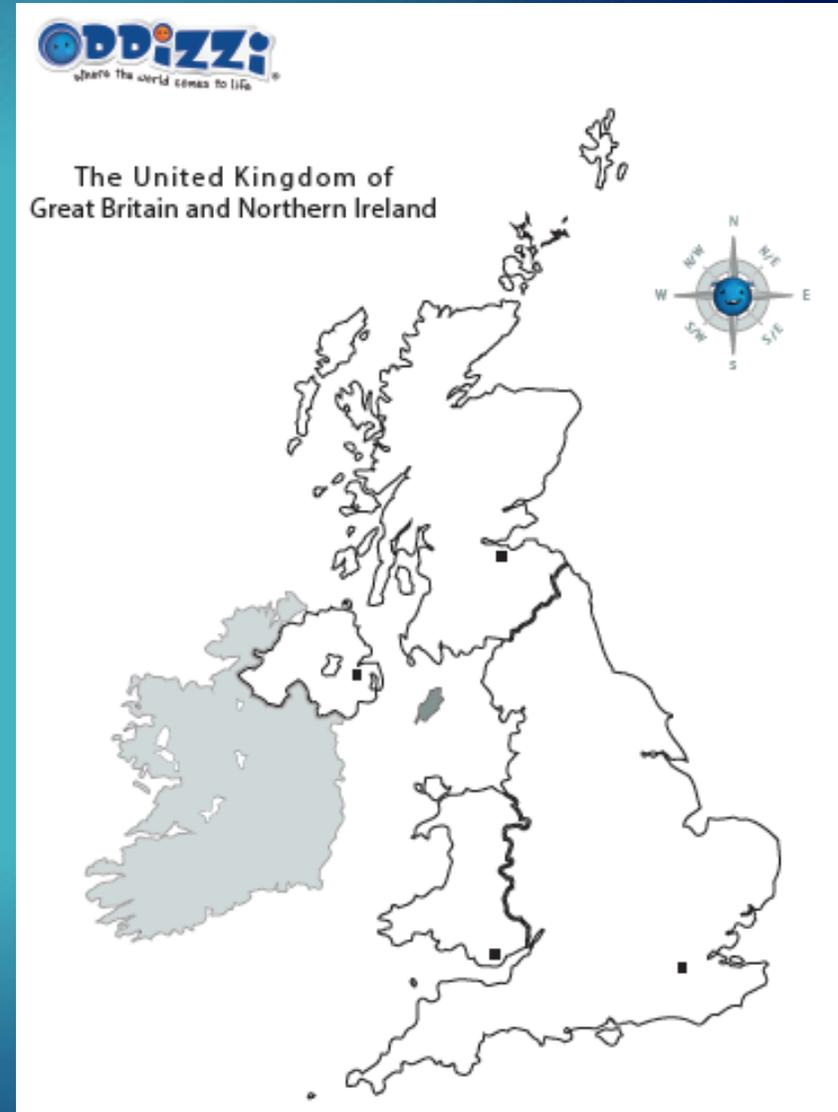 ODDiZZi
where the world comes to life
®
The United Kingdom of
Great Britain and Northern Ireland
N
N/W
N/E
W
E
S/W
S/E
S